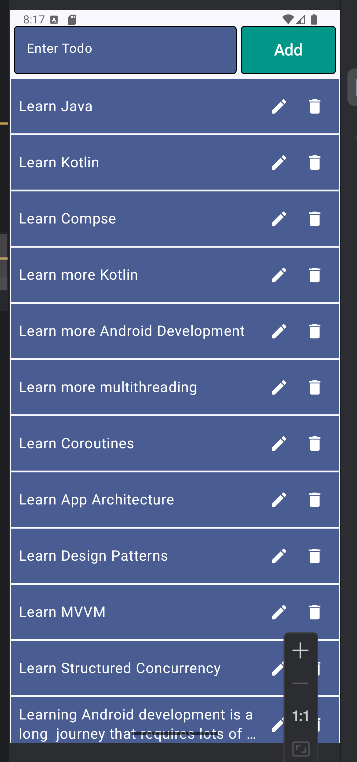 8:17
Enter Todo
Add
Learn Java
Learn Kotlin
Learn Compse
Learn more Kotlin
Learn more Android Development
Learn more multithreading
Learn Coroutines
Learn App Architecture
Learn Design Patterns
Learn MVVM
Learn Structured Concurrency
Learning Android development is a
long journey that requires lots of ...
1:1